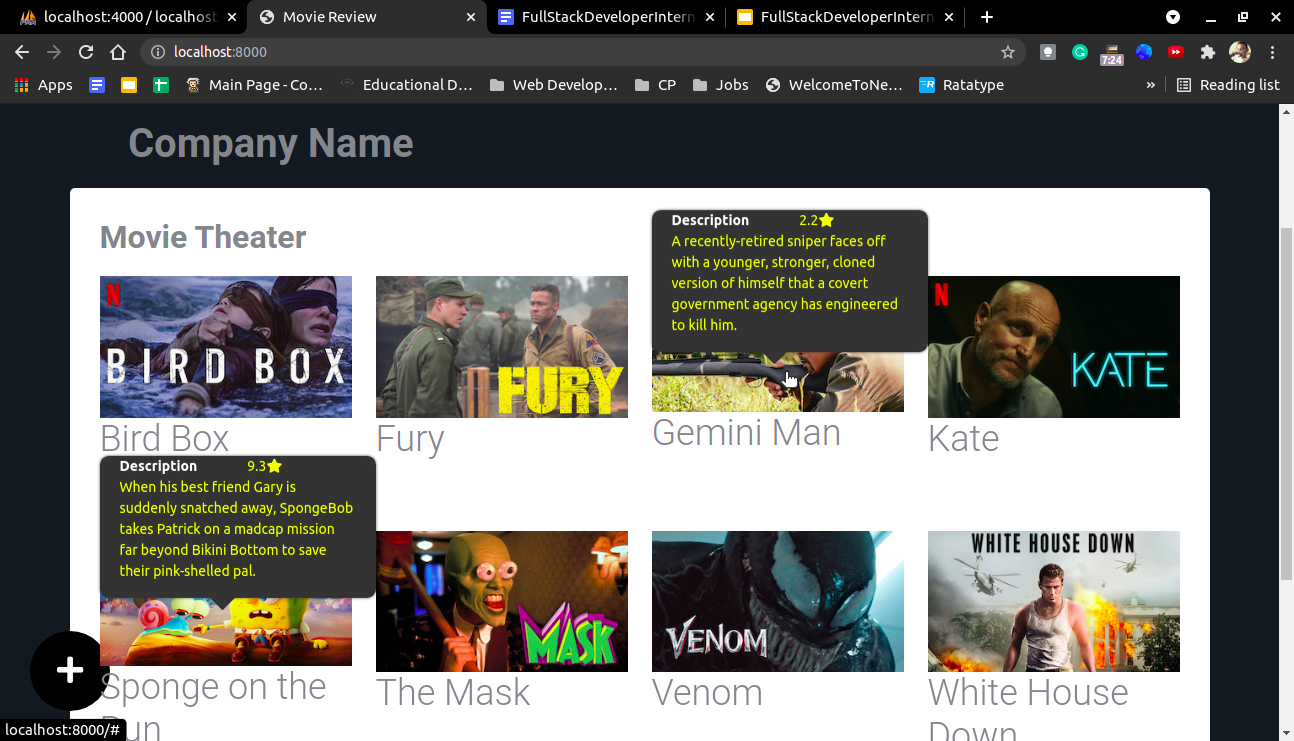 localhost:4000 / localhost
Movie Review
FullStackDeveloperIntern
FullStackDeveloperIntern
localhost:8000
7:24
Apps
Main Page - Co…
Educational D…
Web Develop…
CP
Jobs
WelcomeToNe…
Ratatype
»
Reading list
Company Name
Movie Theater
Description 2.2
A recently-retired sniper faces off
with a younger, stronger, cloned
version of himself that a covert
government agency has engineered
to kill him.
N
BIRD BOX
FURY
N
KATE
Bird Box
Fury
Gemini Man
Kate
Description 9.3
When his best friend Gary is
suddenly snatched away, SpongeBob
takes Patrick on a madcap mission
far beyond Bikini Bottom to save
their pink-shelled pal.
MASK
VENOM
WHITE HOUSE DOWN
Sponge on the
Run
The Mask
Venom
White House
Down
localhost:8000/#